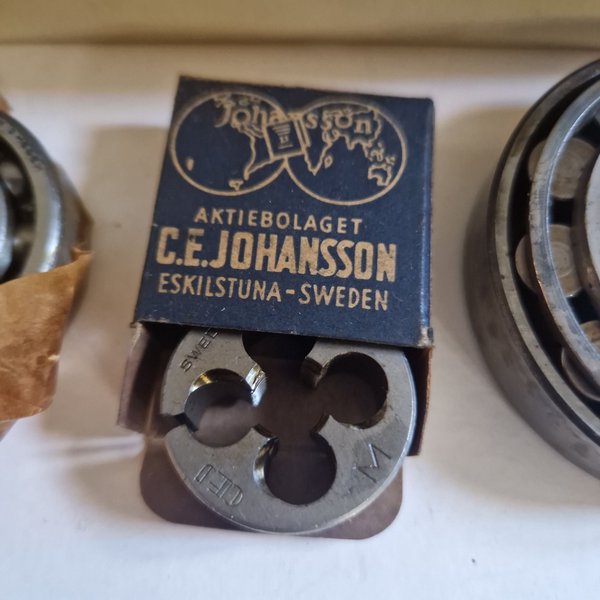 Johansson
AKTIEBOLAGET
C.E.JOHANSSON
ESKILSTUNA-SWEDEN
CEJ
M